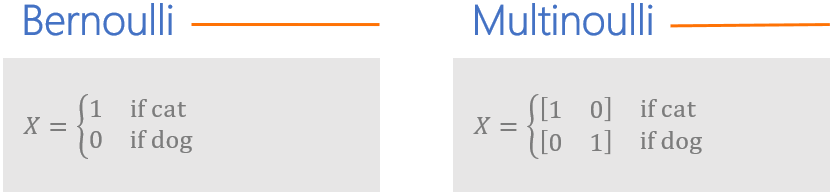 Bernoulli
X = {1 if cat
0 if dog
Multinoulli
X = {[1 0] if cat
[0 1] if dog